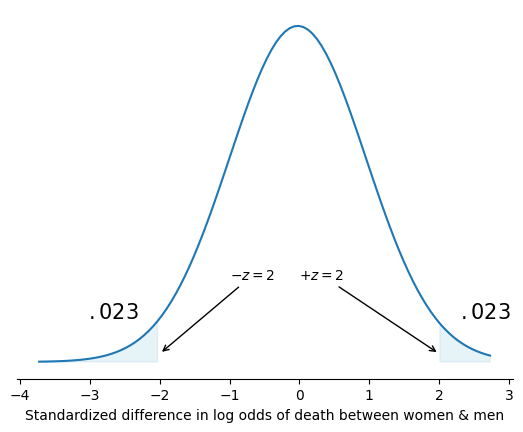 −z = 2
+z = 2
.023
.023
−4 −3 −2 −1 0 1 2 3
Standardized difference in log odds of death between women & men